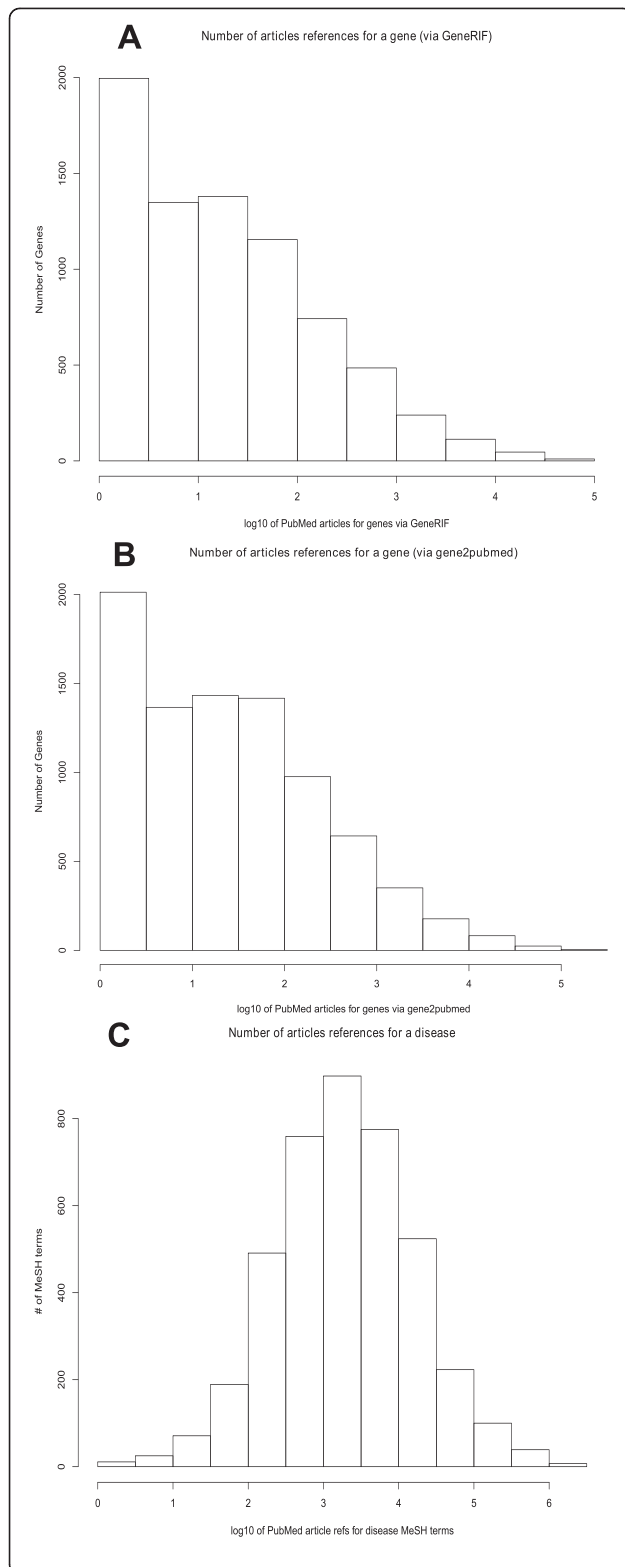 A
Number of articles references for a gene (via GeneRIF)
2000
1500
1000
500
0
Number of Genes
0 1 2 3 4 5
log10 of PubMed articles for genes via GeneRIF
B
Number of articles references for a gene (via gene2pubmed)
2000
1500
1000
500
0
Number of Genes
0 1 2 3 4 5
log10 of PubMed articles for genes via gene2pubmed
C
Number of articles references for a disease
800
600
400
200
0
# of MeSH terms
0 1 2 3 4 5 6
log10 of PubMed article refs for disease MeSH terms